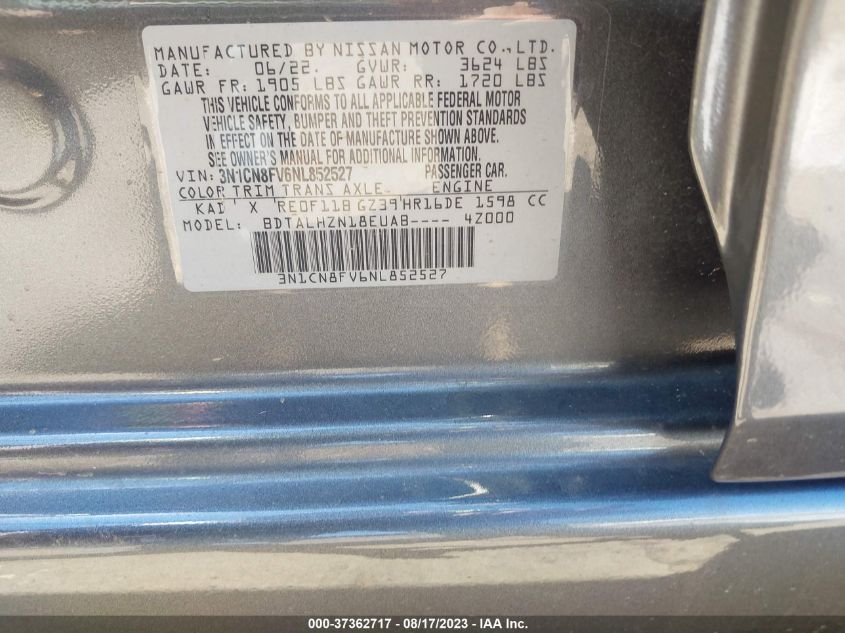 MANUFACTURED BY NISSAN MOTOR CO.,LTD.
DATE: 06/22. GVWR: 3624 LBS
GAWR FR: 1905 LBS GAWR RR: 1720 LBS
THIS VEHICLE CONFORMS TO ALL APPLICABLE FEDERAL MOTOR
VEHICLE SAFETY, BUMPER AND THEFT PREVENTION STANDARDS
IN EFFECT ON THE DATE OF MANUFACTURE SHOWN ABOVE.
SEE OWNER'S MANUAL FOR ADDITIONAL INFORMATION.
VIN: 3N1CN8FV6NL852527 PASSENGER CAR.
COLOR TRIM TRANS AXLE ENGINE
KAD X RE0F11B GZ39 HR16DE 1598 CC
MODEL: BDTALHZN18EUAB---- 4Z000
3N1CN8FV6NL852527
000-37362717 - 08/17/2023 - IAA Inc.